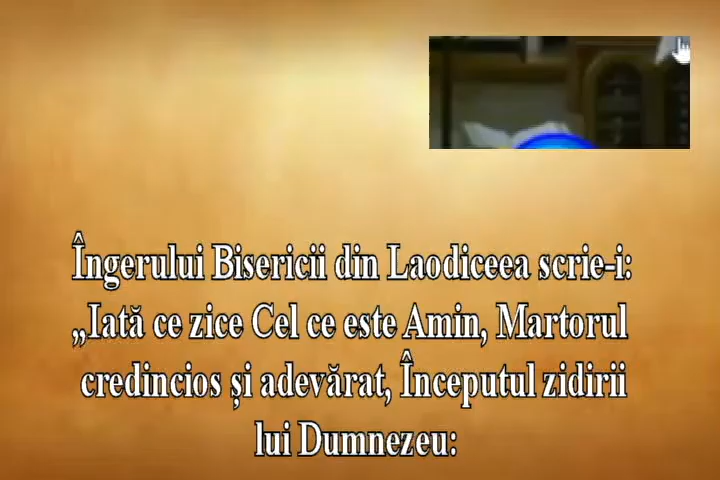 Îngerului Bisericii din Laodiceea scrie-i:
„Iată ce zice Cel ce este Amin, Martorul
credincios și adevărat, Începutul zidirii
lui Dumnezeu: